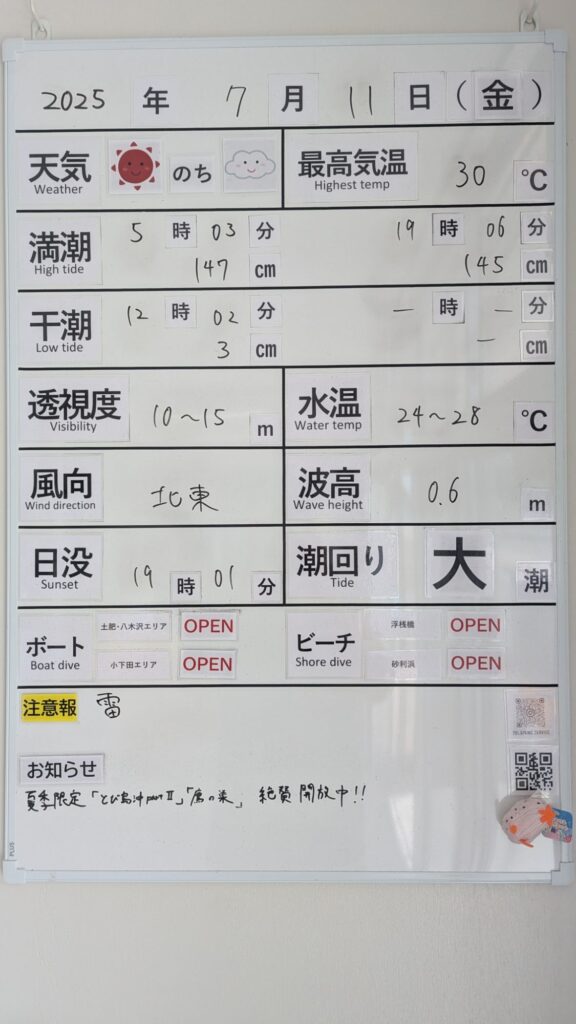 2025 年 7 月 11 日 (金)
天気 のち 最高気温 30 ℃
Weather Highest temp
満潮 5 時 03 分 19 時 06 分
High tide 147 cm 145 cm
干潮 12 時 02 分 — 時 — 分
Low tide 3 cm — cm
透視度 10～15 m 水温 24～28 ℃
Visibility Water temp
風向 北東 波高 0.6 m
Wind direction Wave height
日没 19 時 01 分 潮回り 大 潮
Sunset Tide
ボート 土肥・八木沢エリア OPEN ビーチ 浮桟橋 OPEN
Boat dive 小下田エリア OPEN Shore dive 砂利浜 OPEN
注意報 雷
お知らせ
夏季限定「とび島沖 part Ⅱ」「鷹の巣」 絶賛開放中!!
PLUS